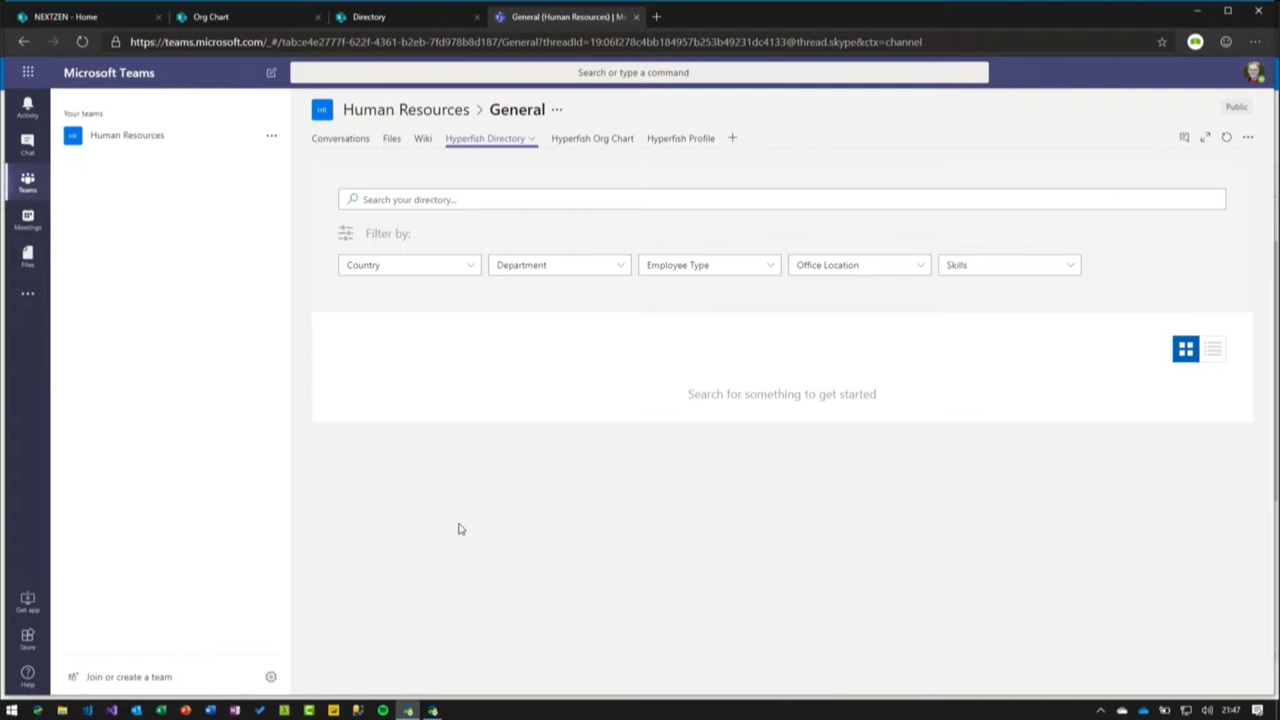 NEXTZEN - Home
Org Chart
Directory
General (Human Resources) | Mi
https://teams.microsoft.com/_#/tab::e4e2777f-622f-4361-b2eb-7fd978b8d187/General?threadId=19:06f278c4bb184957b253b49231dc4133@thread.skype&ctx=channel
Microsoft Teams
Search or type a command
Activity
Chat
Teams
Meetings
Files
Get app
Store
Help
Your teams
HR
Human Resources
Join or create a team
HR
Human Resources > General
Public
Conversations
Files
Wiki
Hyperfish Directory
Hyperfish Org Chart
Hyperfish Profile
Search your directory...
Filter by:
Country
Department
Employee Type
Office Location
Skills
Search for something to get started
21:47